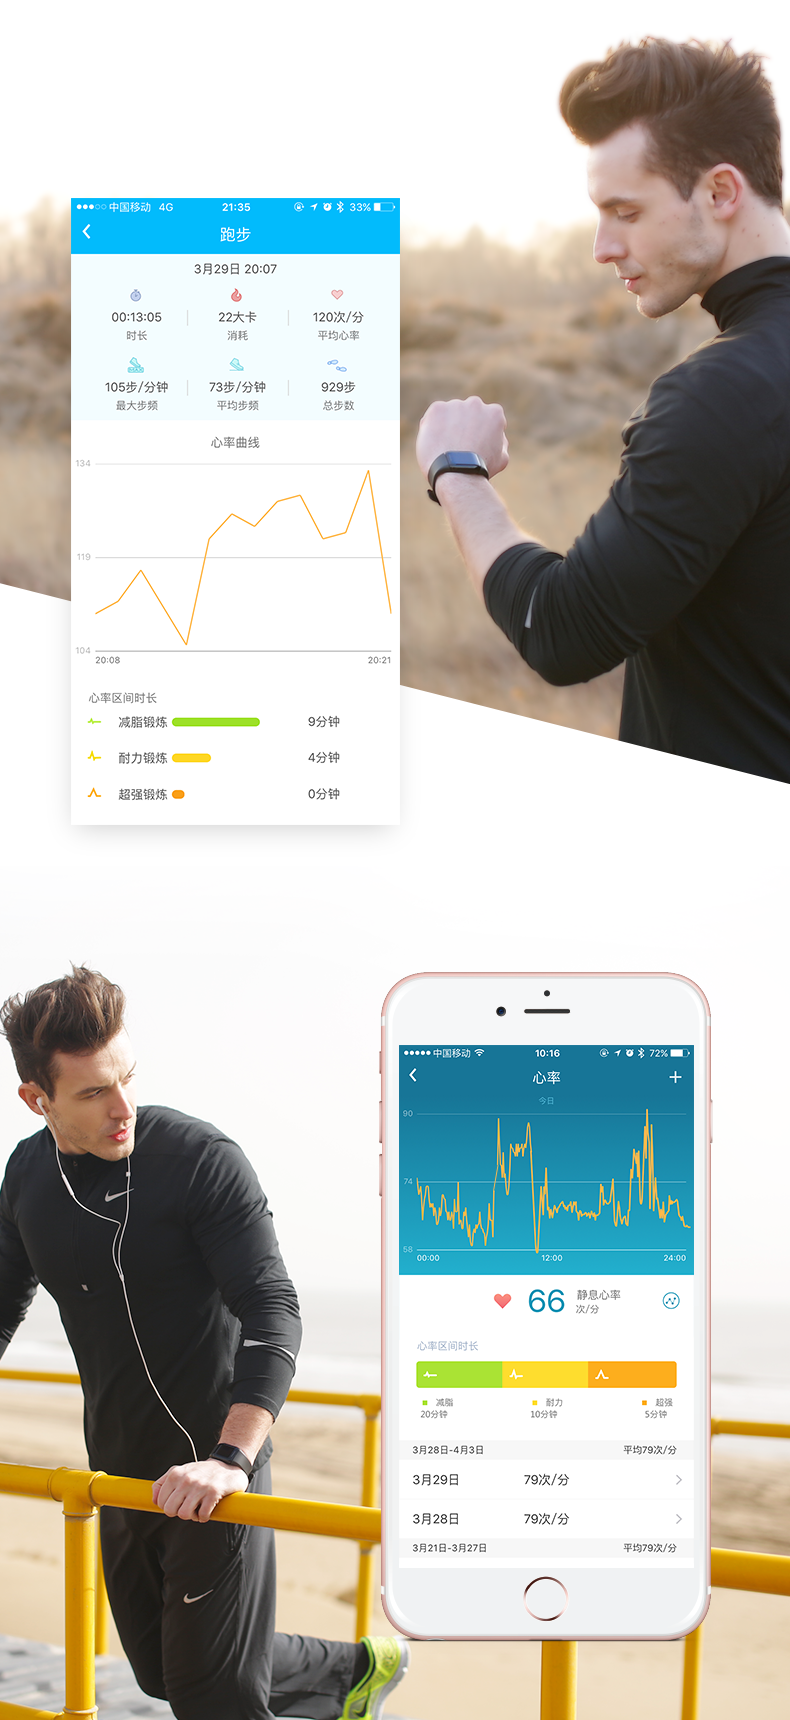 中国移动 4G 21:35 33%
跑步
3月29日 20:07
00:13:05 22大卡 120次/分
时长 消耗 平均心率
105步/分钟 73步/分钟 929步
最大步频 平均步频 总步数
心率曲线
134
119
104
20:08 20:21
心率区间时长
减脂锻炼 9分钟
耐力锻炼 4分钟
超强锻炼 0分钟
中国移动 10:16 72%
心率
今日
90
74
58
00:00 12:00 24:00
66 静息心率
次/分
心率区间时长
减脂 耐力 超强
20分钟 10分钟 5分钟
3月28日-4月3日 平均79次/分
3月29日 79次/分
3月28日 79次/分
3月21日-3月27日 平均79次/分